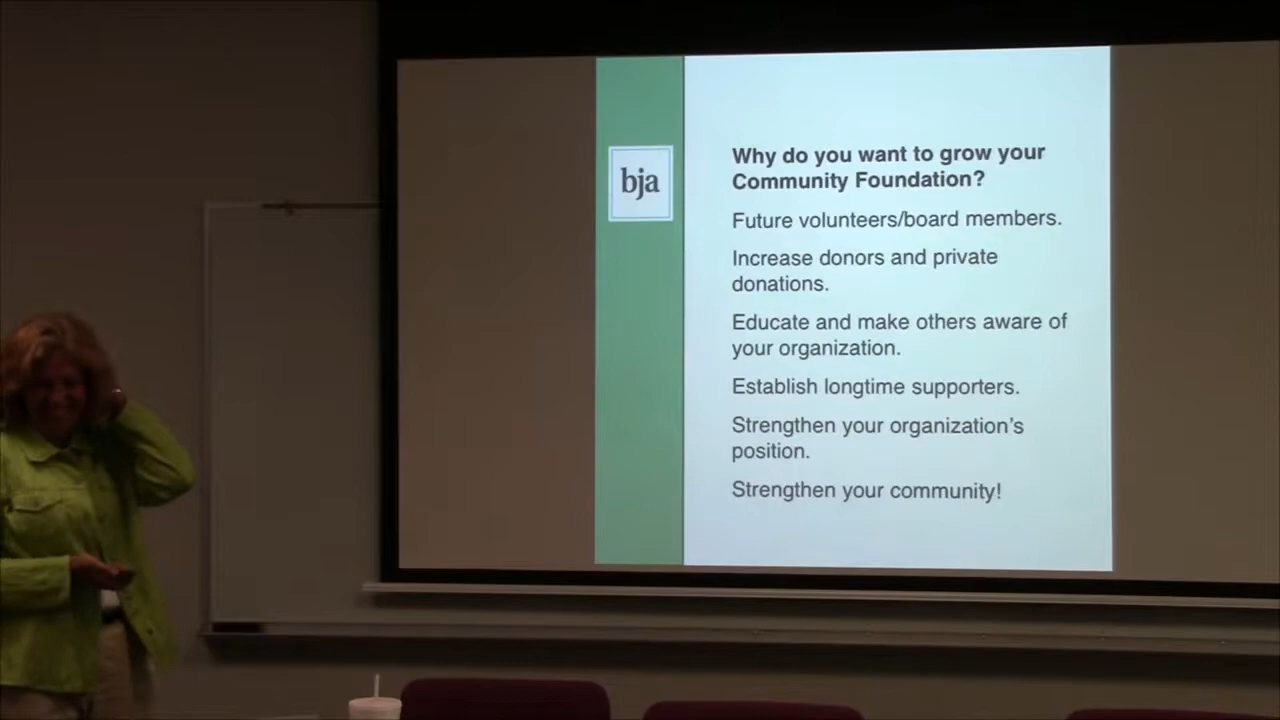 bja
Why do you want to grow your
Community Foundation?
Future volunteers/board members.
Increase donors and private
donations.
Educate and make others aware of
your organization.
Establish longtime supporters.
Strengthen your organization's
position.
Strengthen your community!